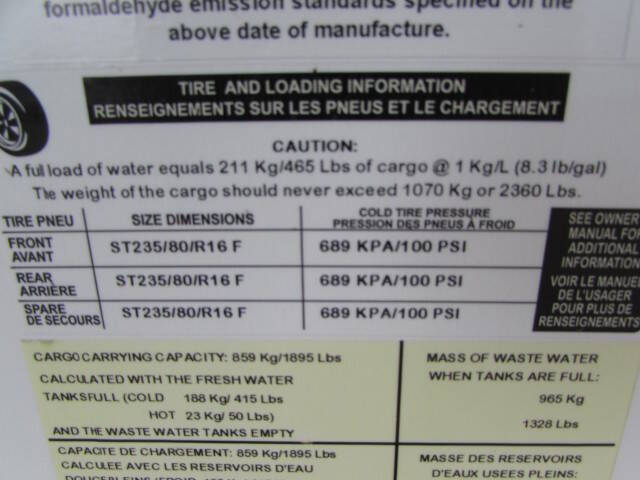 formaldehyde emission standards specified on the
above date of manufacture.
TIRE AND LOADING INFORMATION
RENSEIGNEMENTS SUR LES PNEUS ET LE CHARGEMENT
CAUTION:
A full load of water equals 211 Kg/465 Lbs of cargo @ 1 Kg/L (8.3 lb/gal)
The weight of the cargo should never exceed 1070 Kg or 2360 Lbs.
TIRE PNEU SIZE DIMENSIONS COLD TIRE PRESSURE
PRESSION DES PNEUS À FROID
FRONT
AVANT ST235/80/R16 F 689 KPA/100 PSI
REAR
ARRIÈRE ST235/80/R16 F 689 KPA/100 PSI
SPARE
DE SECOURS ST235/80/R16 F 689 KPA/100 PSI
SEE OWNER
MANUAL FOR
ADDITIONAL
INFORMATION
VOIR LE MANUEL
DE L'USAGER
POUR PLUS DE
RENSEIGNEMENTS
CARGO CARRYING CAPACITY: 859 Kg/1895 Lbs
CALCULATED WITH THE FRESH WATER
TANKS FULL (COLD 188 Kg/ 415 Lbs
HOT 23 Kg/ 50 Lbs)
AND THE WASTE WATER TANKS EMPTY
MASS OF WASTE WATER
WHEN TANKS ARE FULL:
965 Kg
1328 Lbs
CAPACITE DE CHARGEMENT: 859 Kg/1895 Lbs
CALCULEE AVEC LES RESERVOIRS D'EAU
MASSE DES RESERVOIRS
D'EAUX USEES PLEINS: